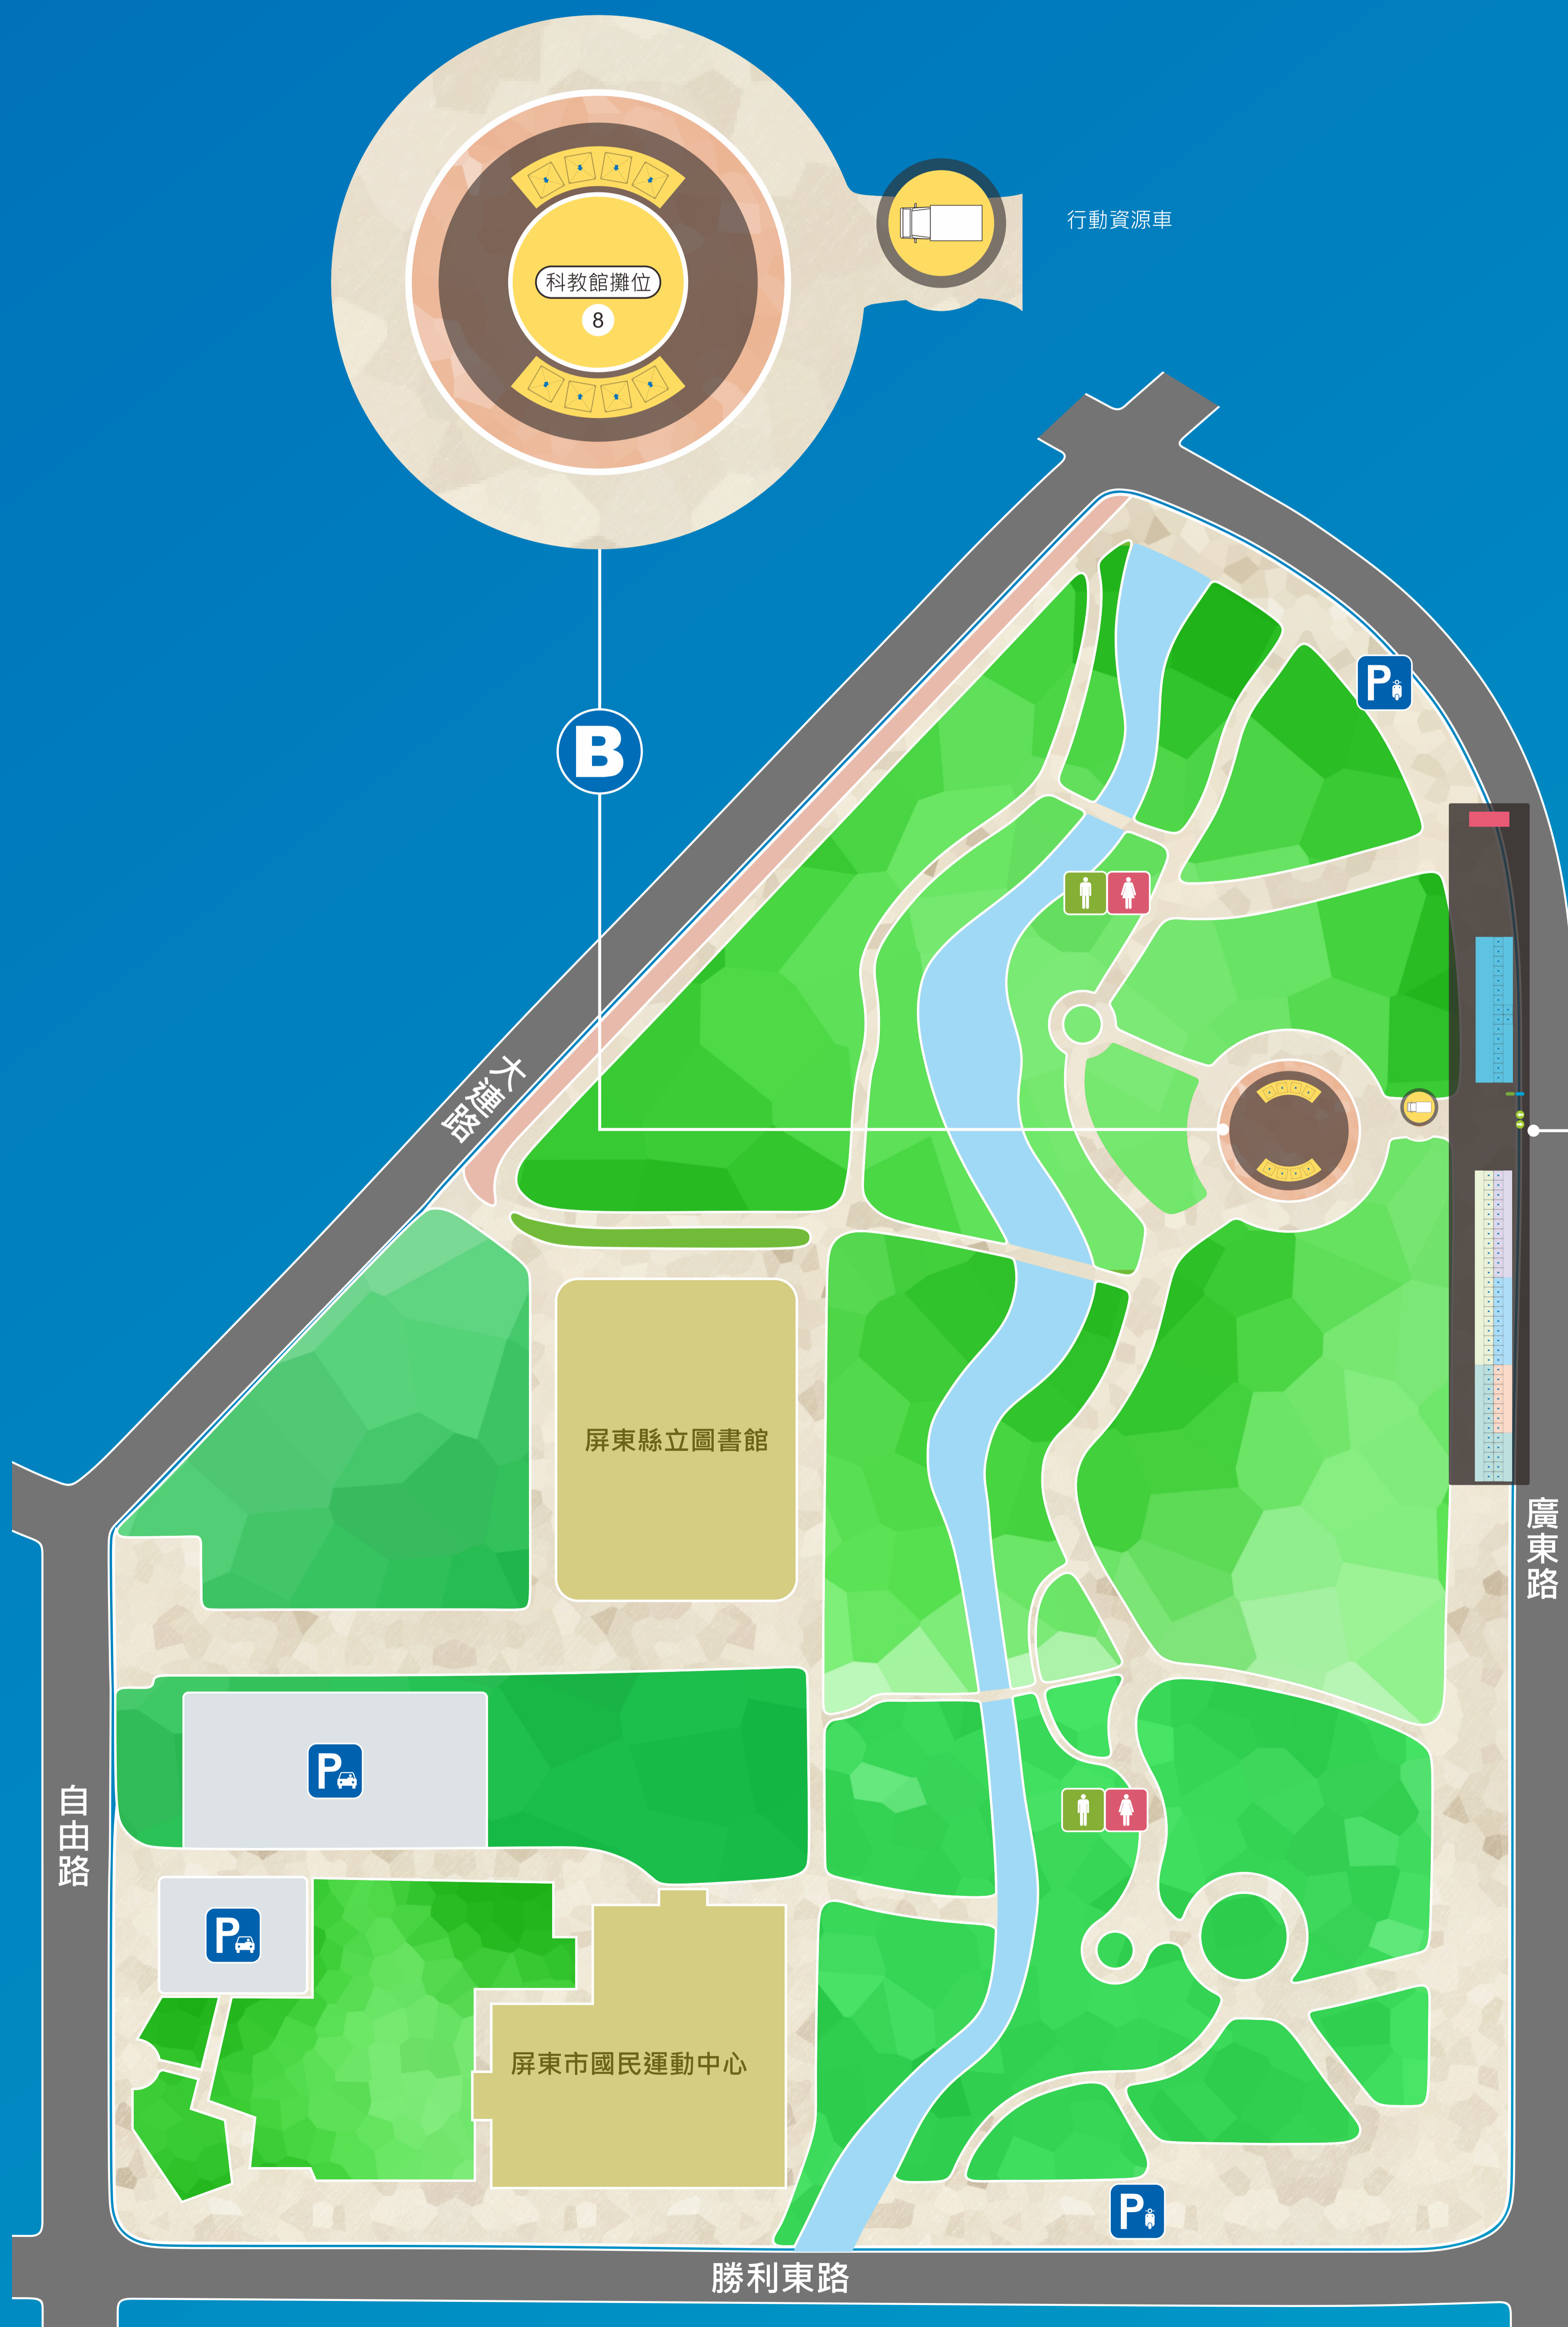 行動資源車
科教館攤位
8
B
P
大連路
屏東縣立圖書館
廣東路
P
自由路
P
屏東市國民運動中心
P
勝利東路